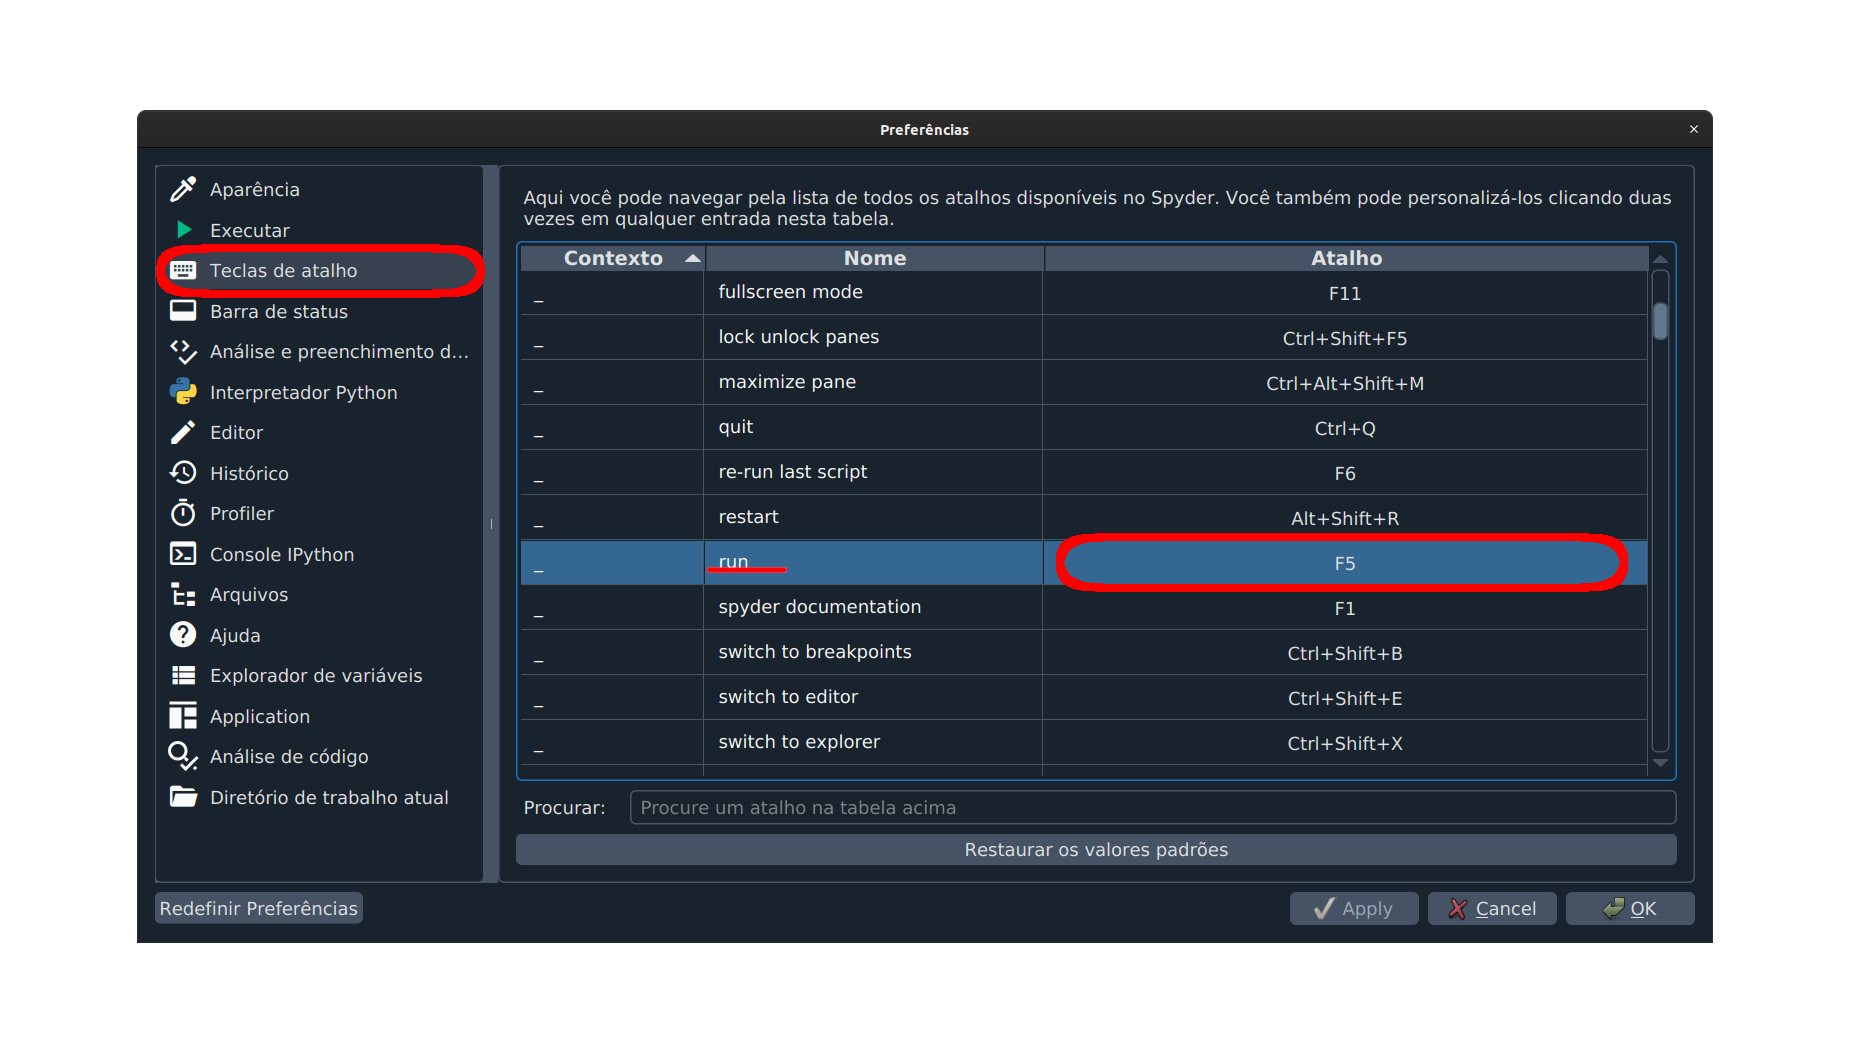 Preferências
×
Aparência
Executar
Teclas de atalho
Barra de status
Análise e preenchimento d...
Interpretador Python
Editor
Histórico
Profiler
Console IPython
Arquivos
Ajuda
Explorador de variáveis
Application
Análise de código
Diretório de trabalho atual
Aqui você pode navegar pela lista de todos os atalhos disponíveis no Spyder. Você também pode personalizá-los clicando duas
vezes em qualquer entrada nesta tabela.
Contexto Nome Atalho
_ fullscreen mode F11
_ lock unlock panes Ctrl+Shift+F5
_ maximize pane Ctrl+Alt+Shift+M
_ quit Ctrl+Q
_ re-run last script F6
_ restart Alt+Shift+R
_ run F5
_ spyder documentation F1
_ switch to breakpoints Ctrl+Shift+B
_ switch to editor Ctrl+Shift+E
_ switch to explorer Ctrl+Shift+X
Procurar: Procure um atalho na tabela acima
Restaurar os valores padrões
Redefinir Preferências Apply Cancel OK